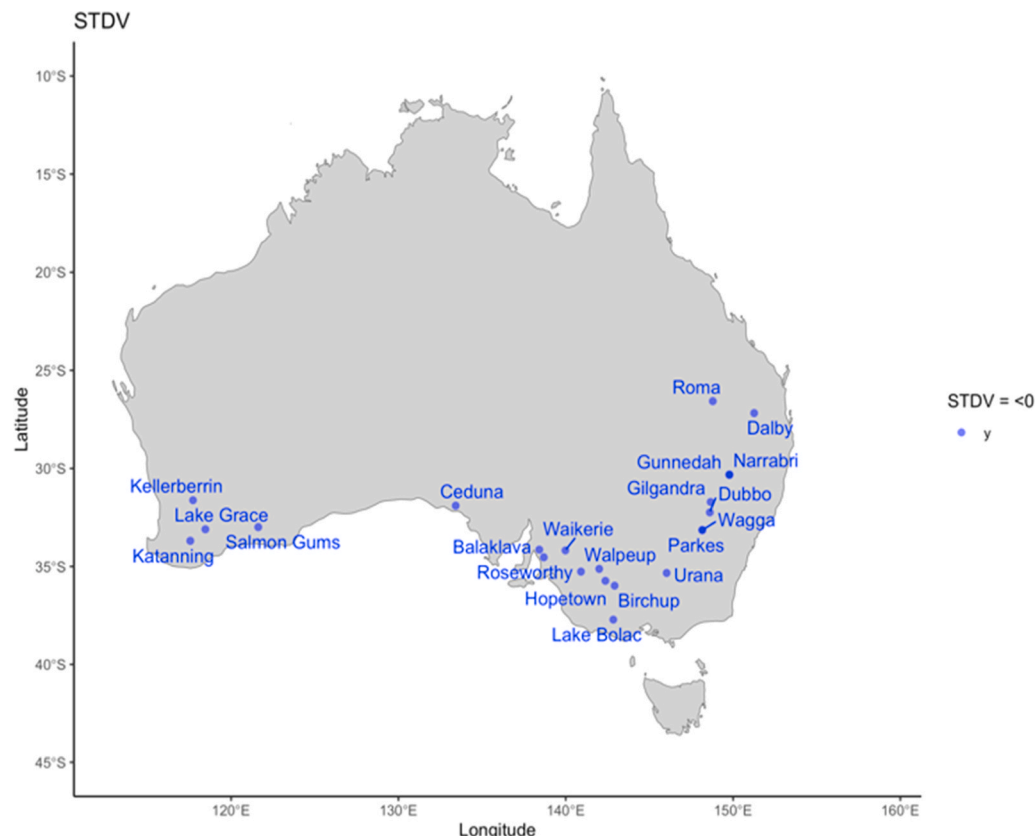 STDV
10°S
15°S
20°S
25°S
30°S
35°S
40°S
45°S
Latitude
Roma
Dalby
Gunnedah
Narrabri
Gilgandra
Dubbo
Wagga
Parkes
Kellerberrin
Lake Grace
Salmon Gums
Katanning
Ceduna
Waikerie
Balaklava
Walpeup
Roseworthy
Urana
Hopetown
Birchup
Lake Bolac
120°E
130°E
140°E
150°E
160°E
Longitude
STDV = <0
y